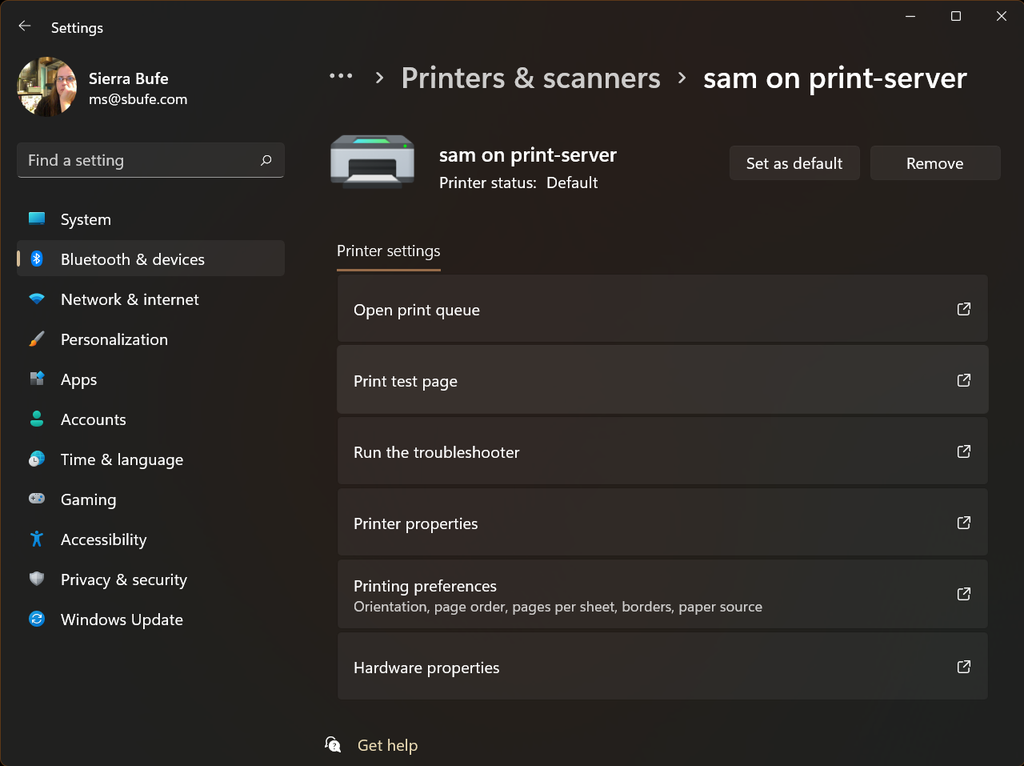 Settings
Sierra Bufe
ms@sbufe.com
Find a setting
System
Bluetooth & devices
Network & internet
Personalization
Apps
Accounts
Time & language
Gaming
Accessibility
Privacy & security
Windows Update
... > Printers & scanners > sam on print-server
sam on print-server
Printer status: Default
Set as default
Remove
Printer settings
Open print queue
Print test page
Run the troubleshooter
Printer properties
Printing preferences
Orientation, page order, pages per sheet, borders, paper source
Hardware properties
Get help